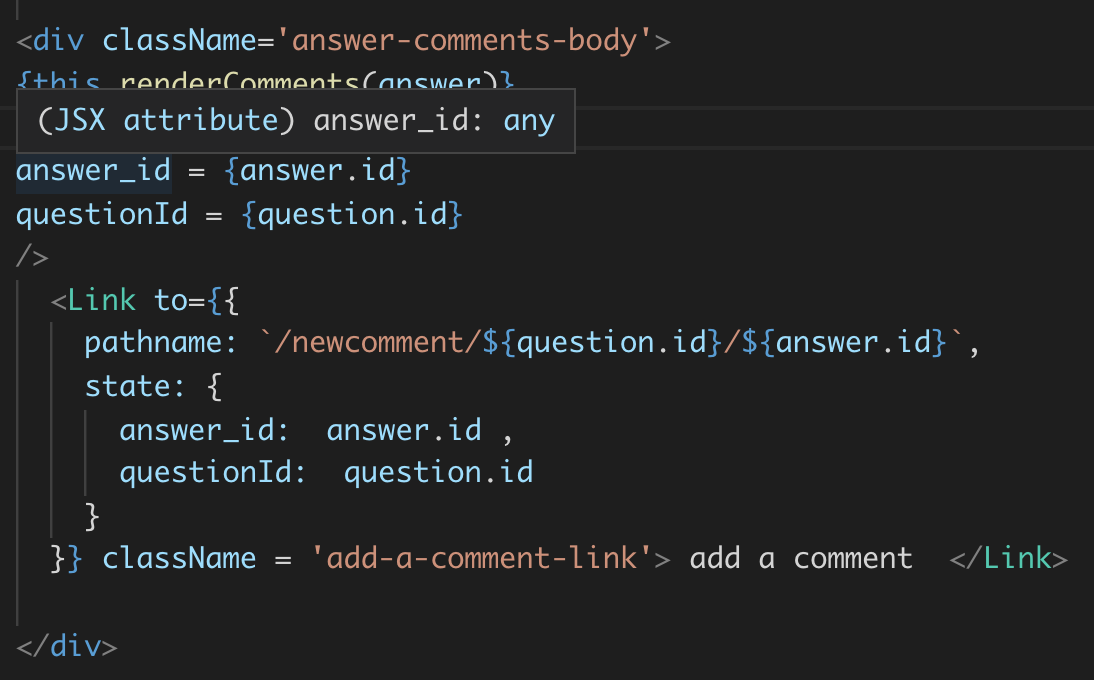 <div className='answer-comments-body'>
{this.renderComments(answer)}
(JSX attribute) answer_id: any
answer_id = {answer.id}
questionId = {question.id}
/>
<Link to={{
pathname: `/newcomment/${question.id}/${answer.id}`,
state: {
answer_id:  answer.id ,
questionId:  question.id
}
}} className = 'add-a-comment-link'> add a comment  </Link>
</div>